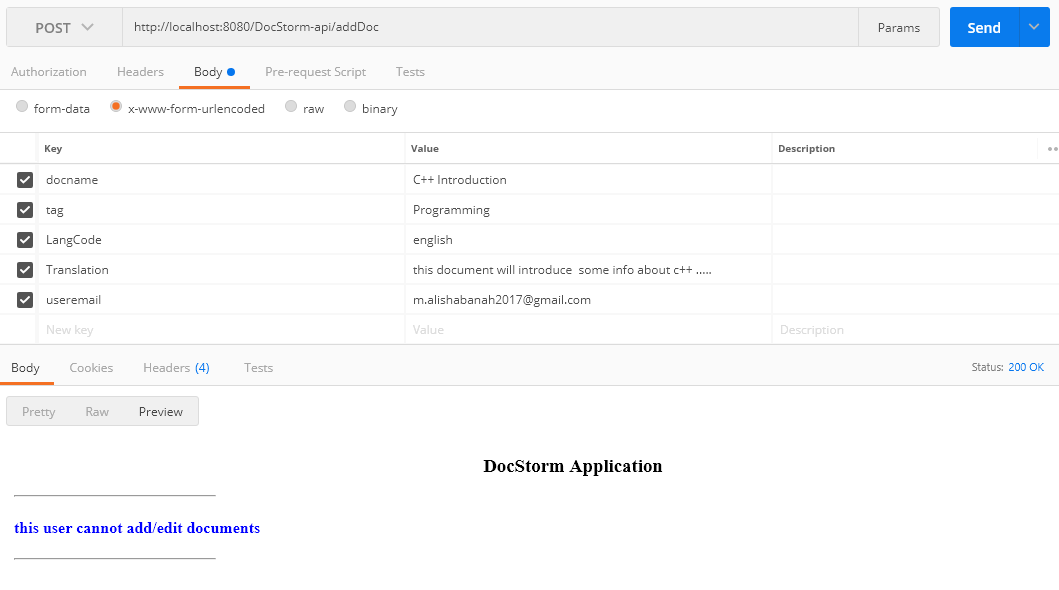 POST http://localhost:8080/DocStorm-api/addDoc Params Send
Authorization Headers Body Pre-request Script Tests
form-data x-www-form-urlencoded raw binary
Key Value Description
docname C++ Introduction
tag Programming
LangCode english
Translation this document will introduce  some info about c++ .....
useremail m.alishabanah2017@gmail.com
New key Value Description
Body Cookies Headers (4) Tests Status: 200 OK
Pretty Raw Preview
DocStorm Application
this user cannot add/edit documents